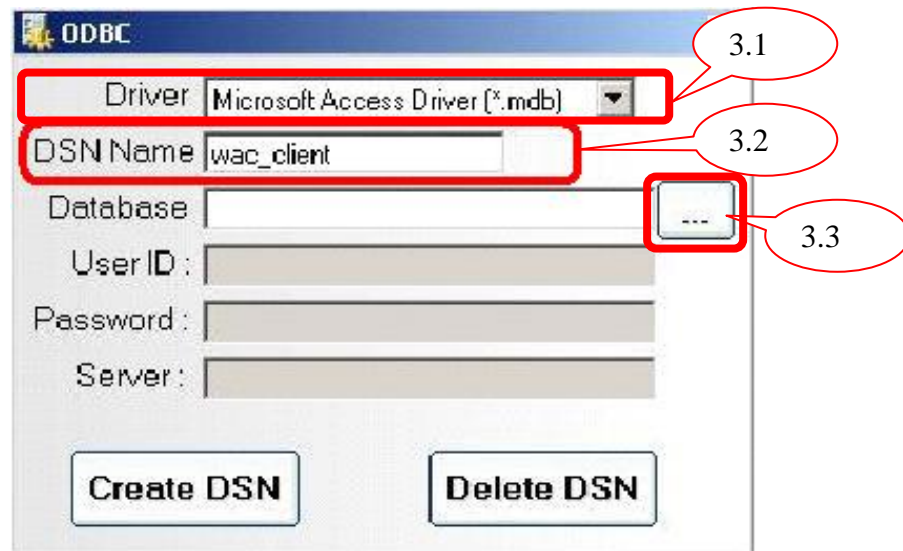 ODBC
3.1
Driver Microsoft Access Driver (*.mdb)
DSN Name wac_client
3.2
Database ...
3.3
User ID :
Password :
Server :
Create DSN Delete DSN